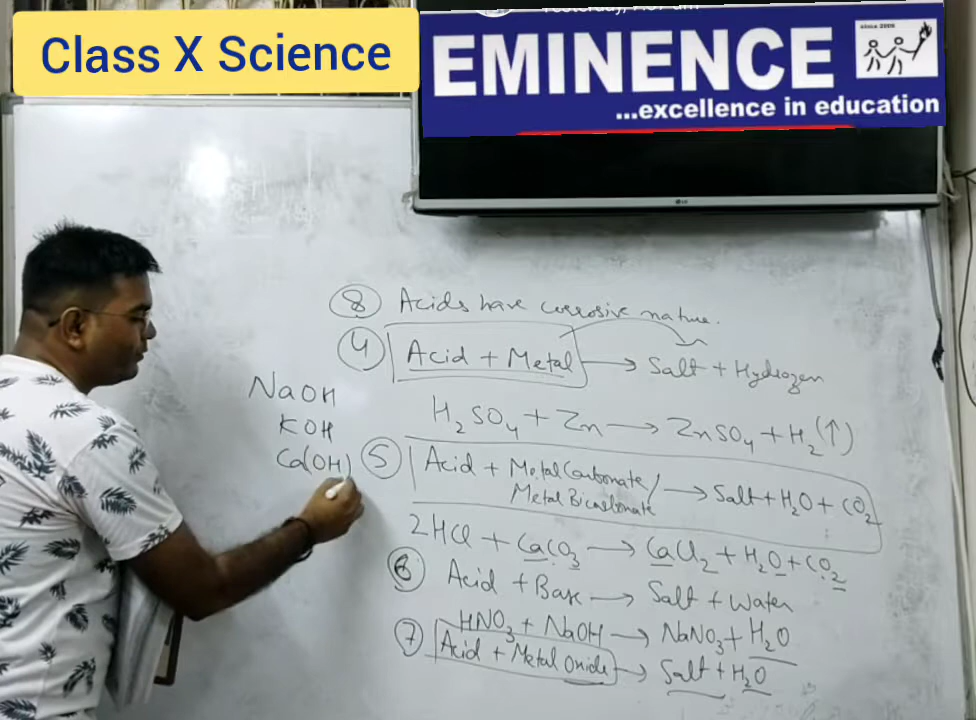 Class X Science
EMINENCE
since 2008
...excellence in education
8 Acids have corrosive nature.
4 Acid + Metal → Salt + Hydrogen
H₂SO₄ + Zn → ZnSO₄ + H₂(↑)
NaOH
KOH
Ca(OH)
5 Acid + Metal Carbonate/
Metal Bicarbonate → Salt + H₂O + CO₂
2HCl + CaCO₃ → CaCl₂ + H₂O + CO₂
6 Acid + Base → Salt + Water
HNO₃ + NaOH → NaNO₃ + H₂O
7 Acid + Metal Oxide → Salt + H₂O